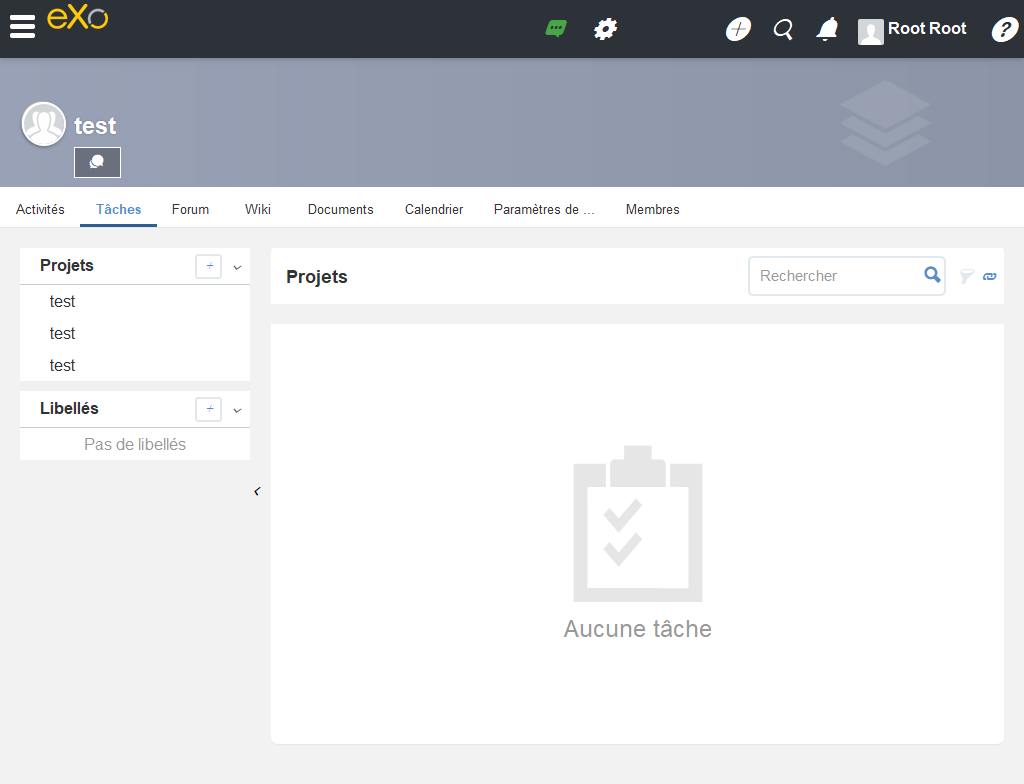 eXo
Root Root
?
test
Activités Tâches Forum Wiki Documents Calendrier Paramètres de ... Membres
Projets
test
test
test
Libellés
Pas de libellés
Projets
Rechercher
Aucune tâche